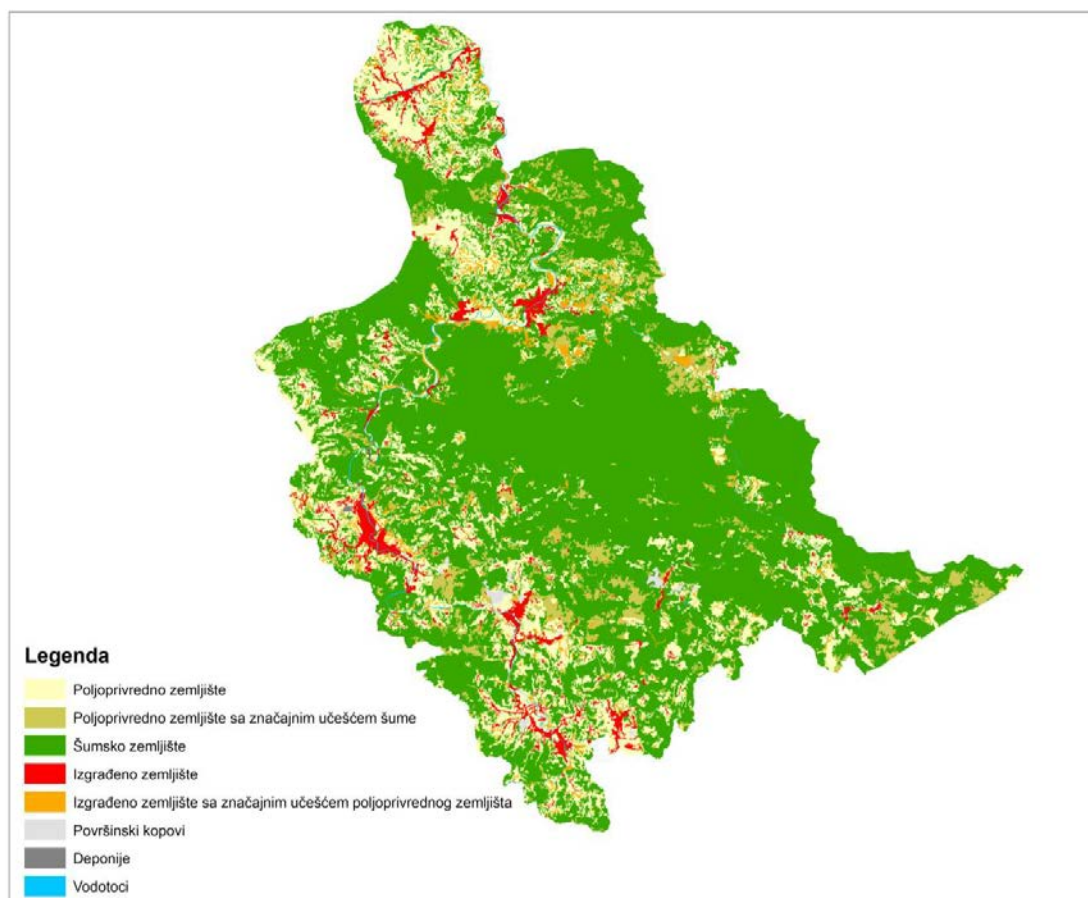 Legenda
Poljoprivredno zemljište
Poljoprivredno zemljište sa značajnim učešćem šume
Šumsko zemljište
Izgrađeno zemljište
Izgrađeno zemljište sa značajnim učešćem poljoprivrednog zemljišta
Površinski kopovi
Deponije
Vodotoci